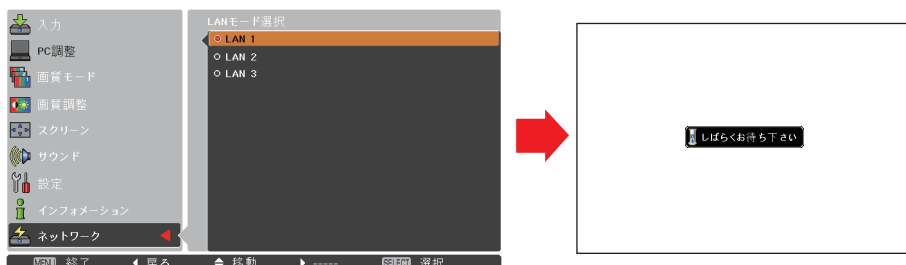 入力
PC調整
画質モード
画質調整
スクリーン
サウンド
設定
インフォメーション
ネットワーク
LANモード選択
LAN 1
LAN 2
LAN 3
MENU 終了 戻る 移動 ----- SELECT 選択
しばらくお待ち下さい